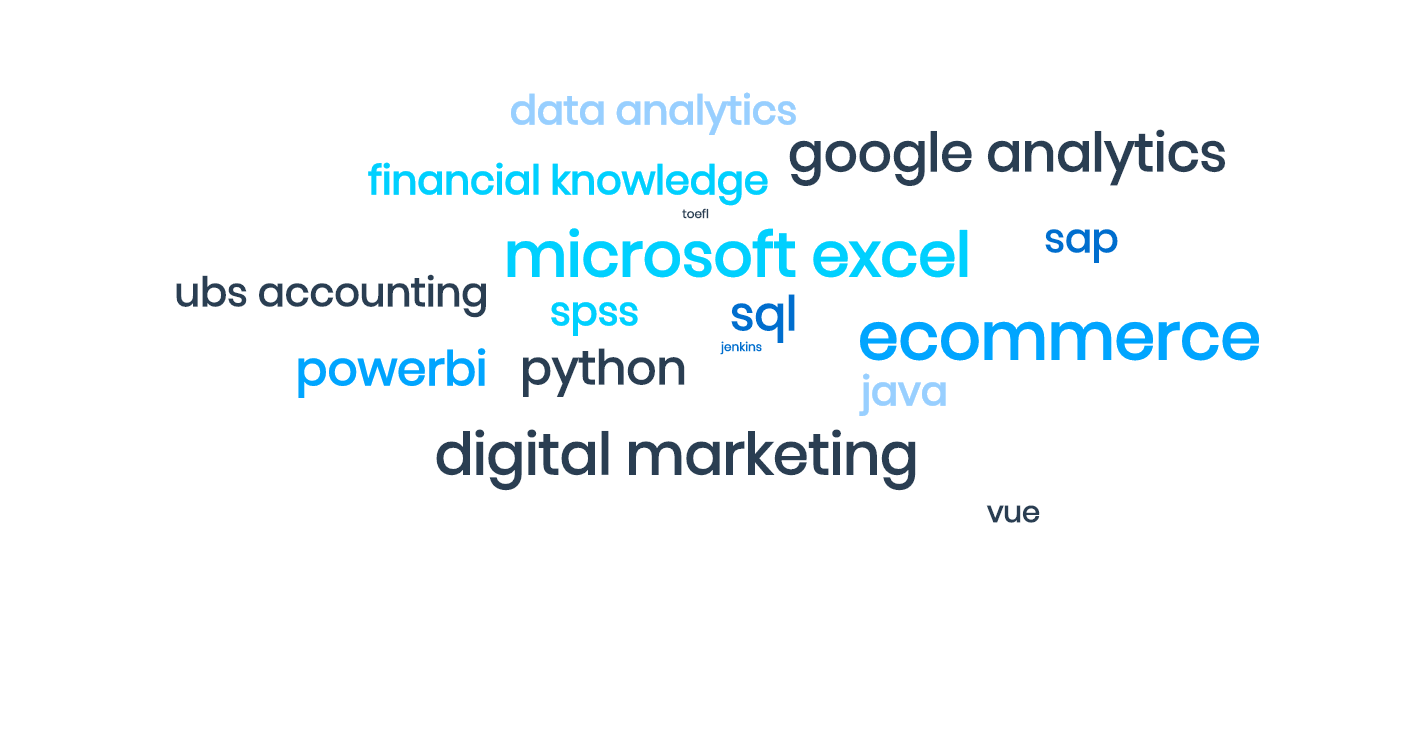 data analytics
google analytics
financial knowledge
toefl
microsoft excel
sap
ubs accounting
spss
sql
ecommerce
jenkins
powerbi
python
java
digital marketing
vue